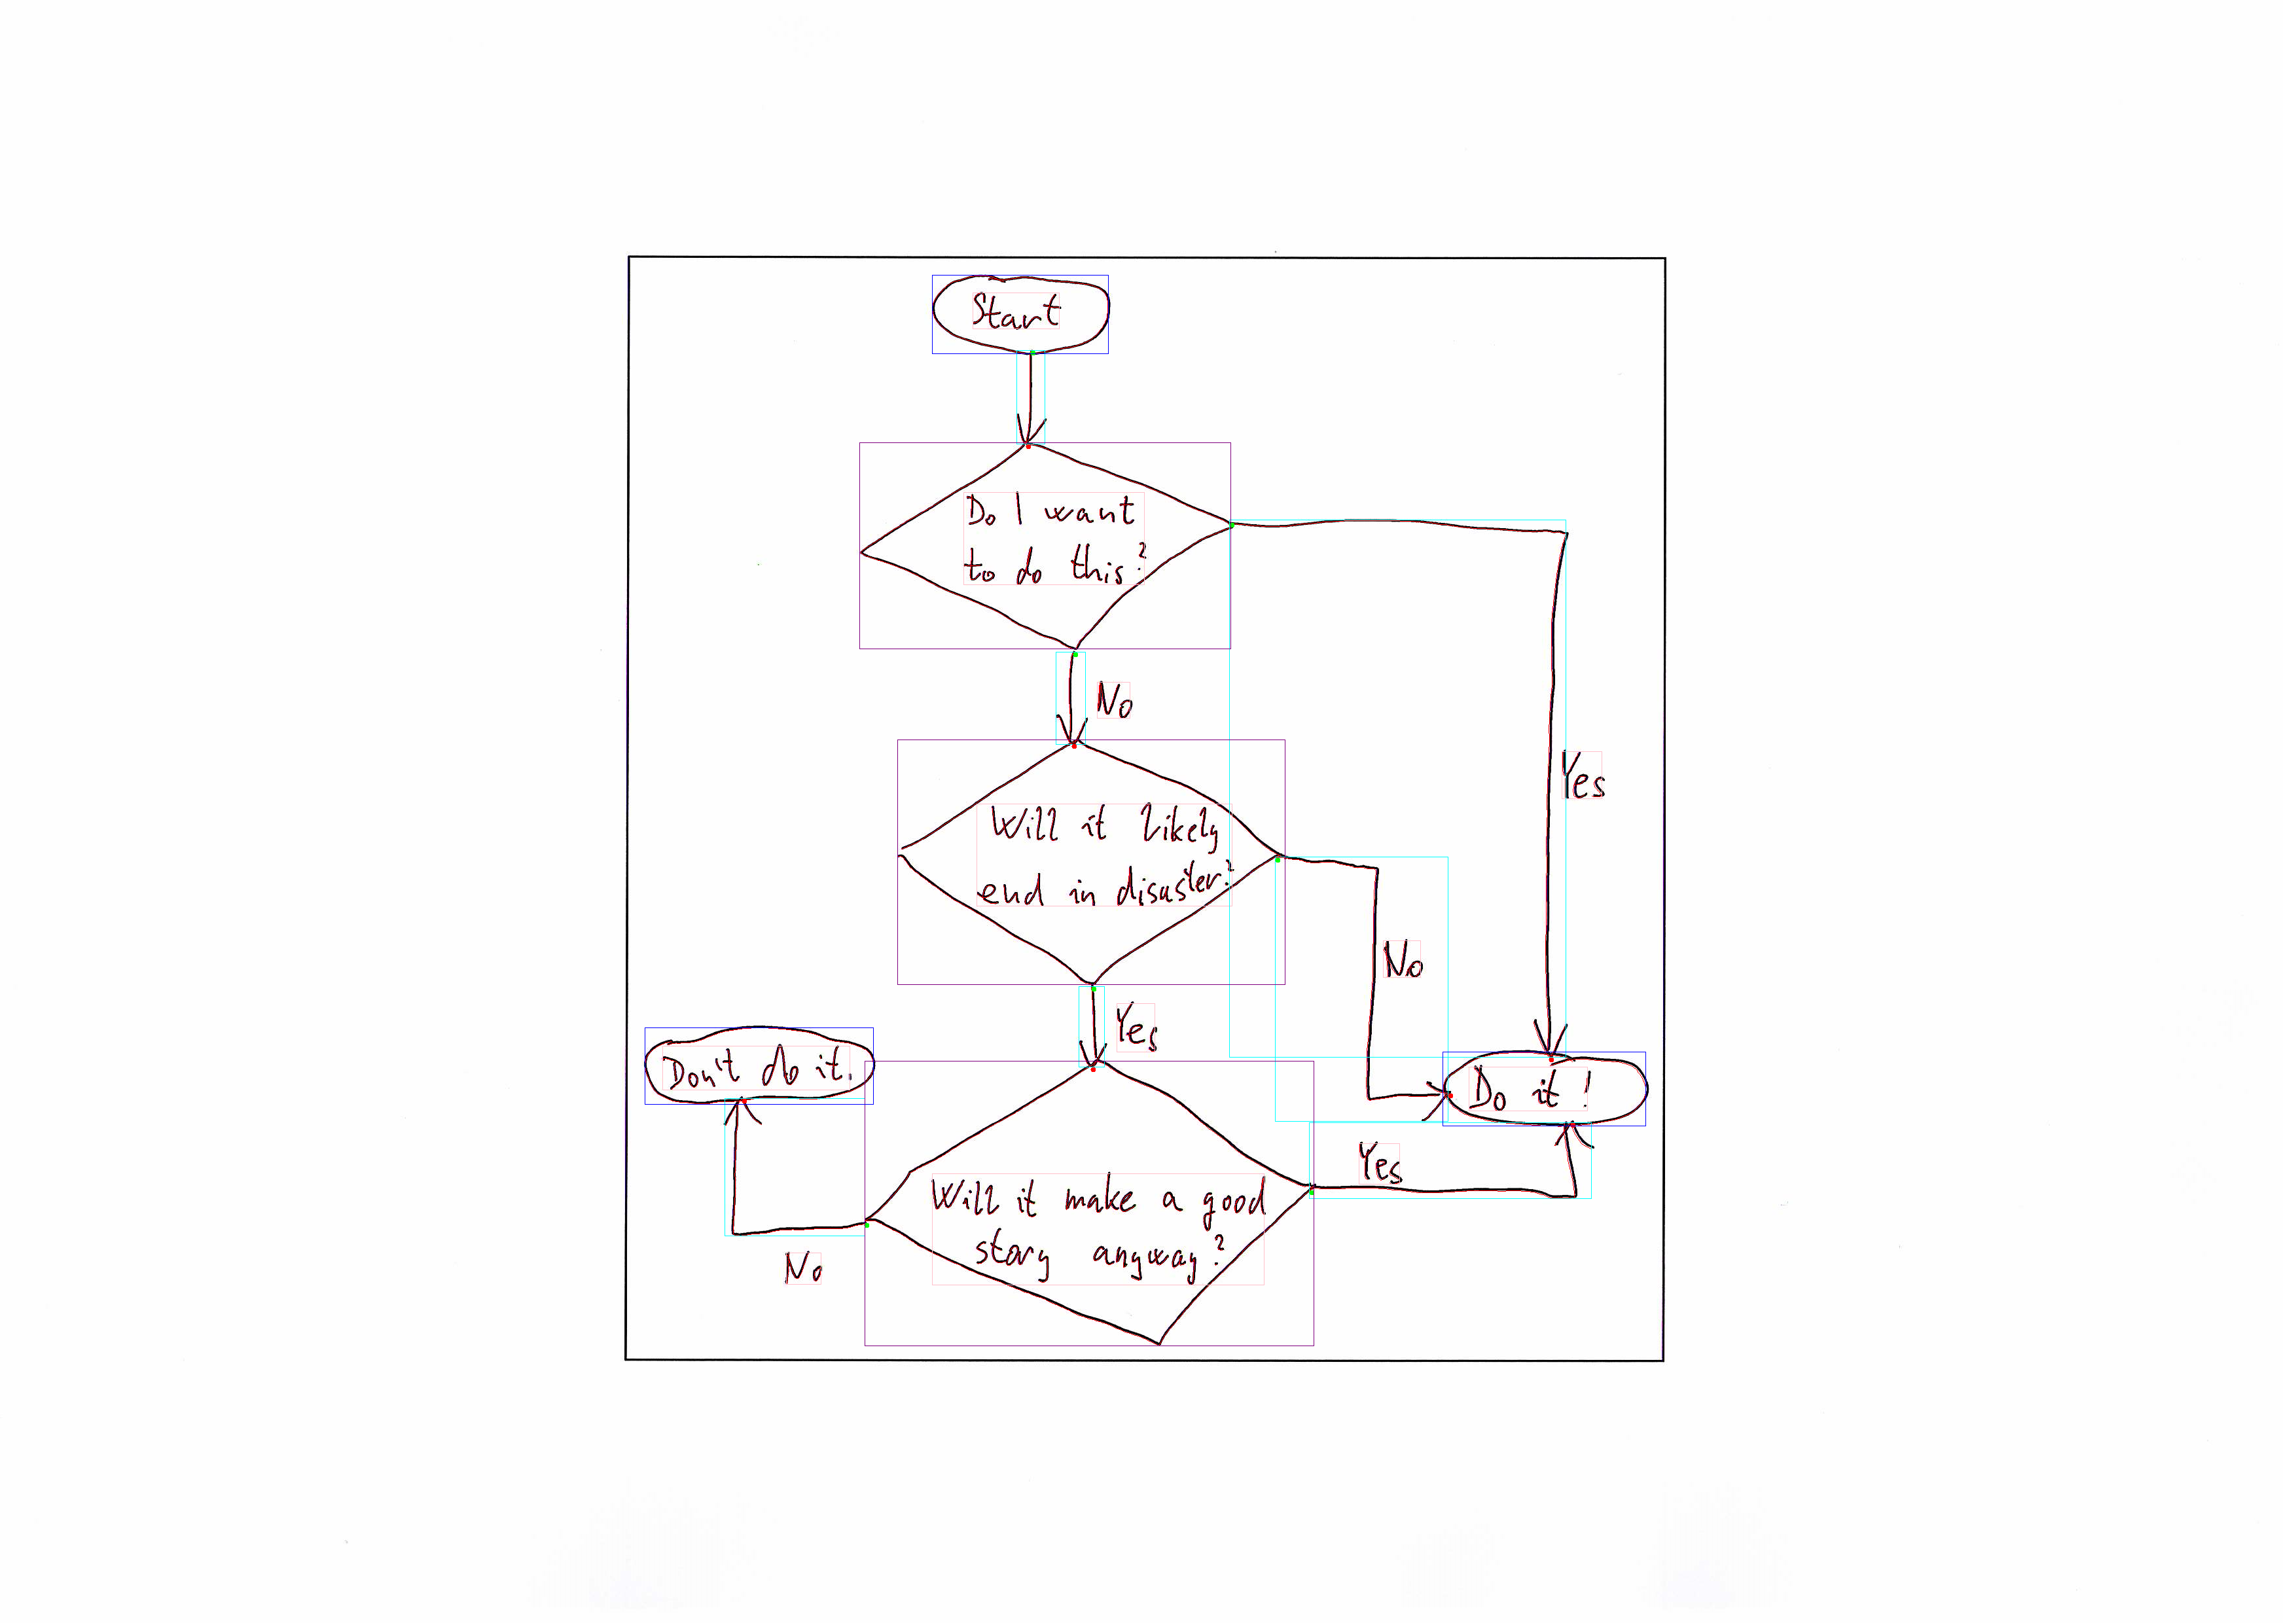 Start
Do I want
to do this?
No
Yes
Will it likely
end in disaster?
No
Yes
Don't do it.
Do it!
Yes
Will it make a good
story anyway?
No